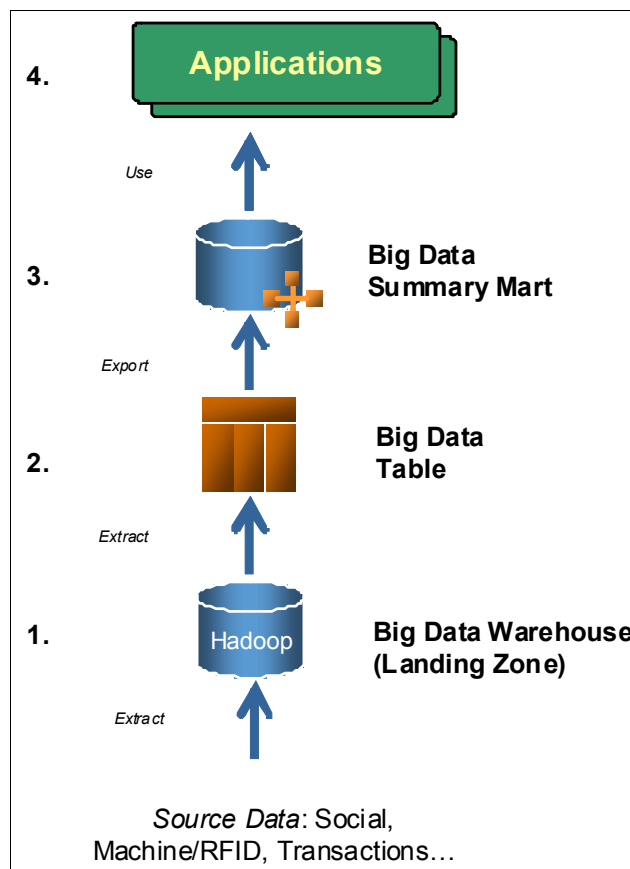 4.
Applications
Use
3.
Big Data
Summary Mart
Export
2.
Big Data
Table
Extract
1.
Hadoop
Big Data Warehouse
(Landing Zone)
Extract
Source Data: Social,
Machine/RFID, Transactions…